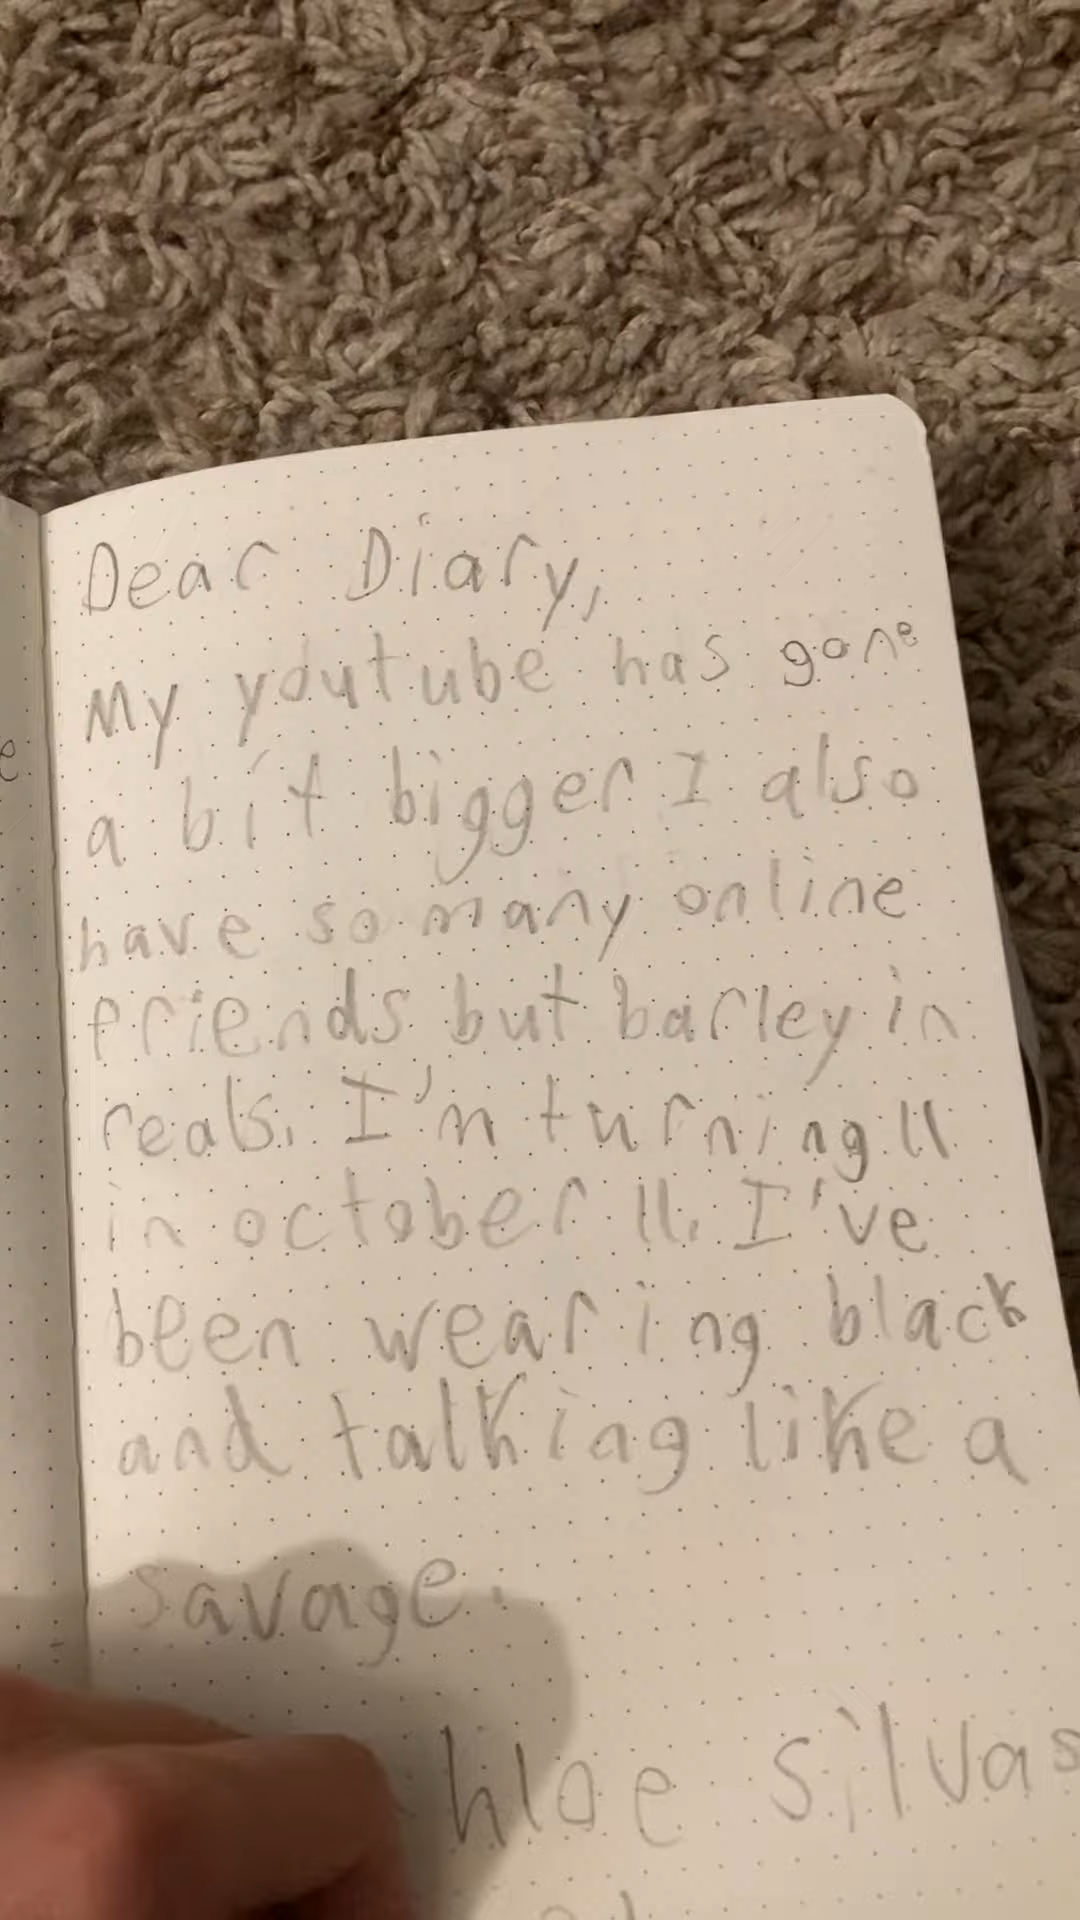 Dear Diary,
My youtube has gone
a bit bigger I also
have so many online
friends but barley in
reals. I'm turning 11
in october 11. I've
been wearing black
and talking like a
savage.
hloe silvas